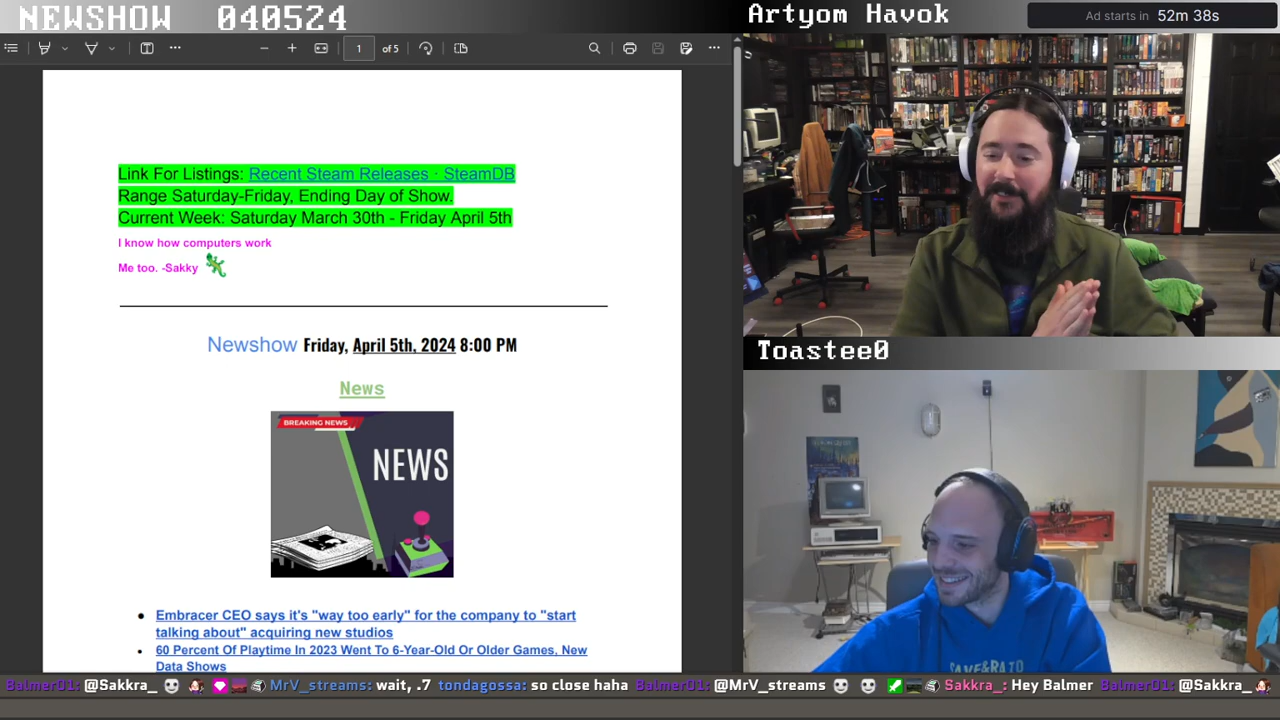 NEWSHOW 040524
Artyom Havok
Ad starts in 52m 38s
1 of 5
Link For Listings: Recent Steam Releases · SteamDB
Range Saturday-Friday, Ending Day of Show.
Current Week: Saturday March 30th - Friday April 5th
I know how computers work
Me too. -Sakky
Newshow Friday, April 5th, 2024 8:00 PM
News
BREAKING NEWS
NEWS
Embracer CEO says it's "way too early" for the company to "start
talking about" acquiring new studios
60 Percent Of Playtime In 2023 Went To 6-Year-Old Or Older Games, New
Data Shows
Toastee0
Balmer01: @Sakkra_ MrV_streams: wait, .7 tondagossa: so close haha Balmer01: @MrV_streams Sakkra_: Hey Balmer Balmer01: @Sakkra_